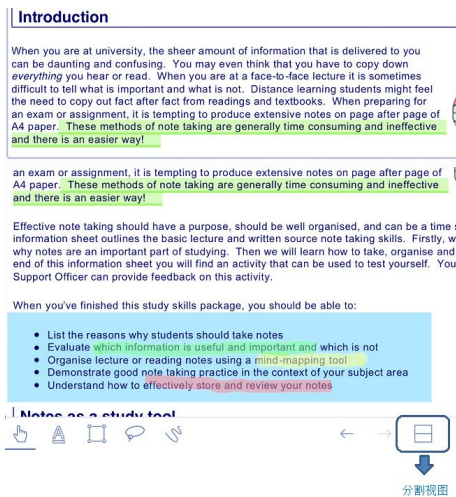 Introduction
When you are at university, the sheer amount of information that is delivered to you
can be daunting and confusing.  You may even think that you have to copy down
everything you hear or read.  When you are at a face-to-face lecture it is sometimes
difficult to tell what is important and what is not.  Distance learning students might feel
the need to copy out fact after fact from readings and textbooks.  When preparing for
an exam or assignment, it is tempting to produce extensive notes on page after page of
A4 paper.  These methods of note taking are generally time consuming and ineffective
and there is an easier way!
an exam or assignment, it is tempting to produce extensive notes on page after page of
A4 paper.  These methods of note taking are generally time consuming and ineffective
and there is an easier way!
Effective note taking should have a purpose, should be well organised, and can be a time
information sheet outlines the basic lecture and written source note taking skills.  Firstly, w
why notes are an important part of studying.  Then we will learn how to take, organise and
end of this information sheet you will find an activity that can be used to test yourself.  You
Support Officer can provide feedback on this activity.
When you've finished this study skills package, you should be able to:
• List the reasons why students should take notes
• Evaluate which information is useful and important and which is not
• Organise lecture or reading notes using a mind-mapping tool
• Demonstrate good note taking practice in the context of your subject area
• Understand how to effectively store and review your notes
Notes as a study tool
A
分割视图